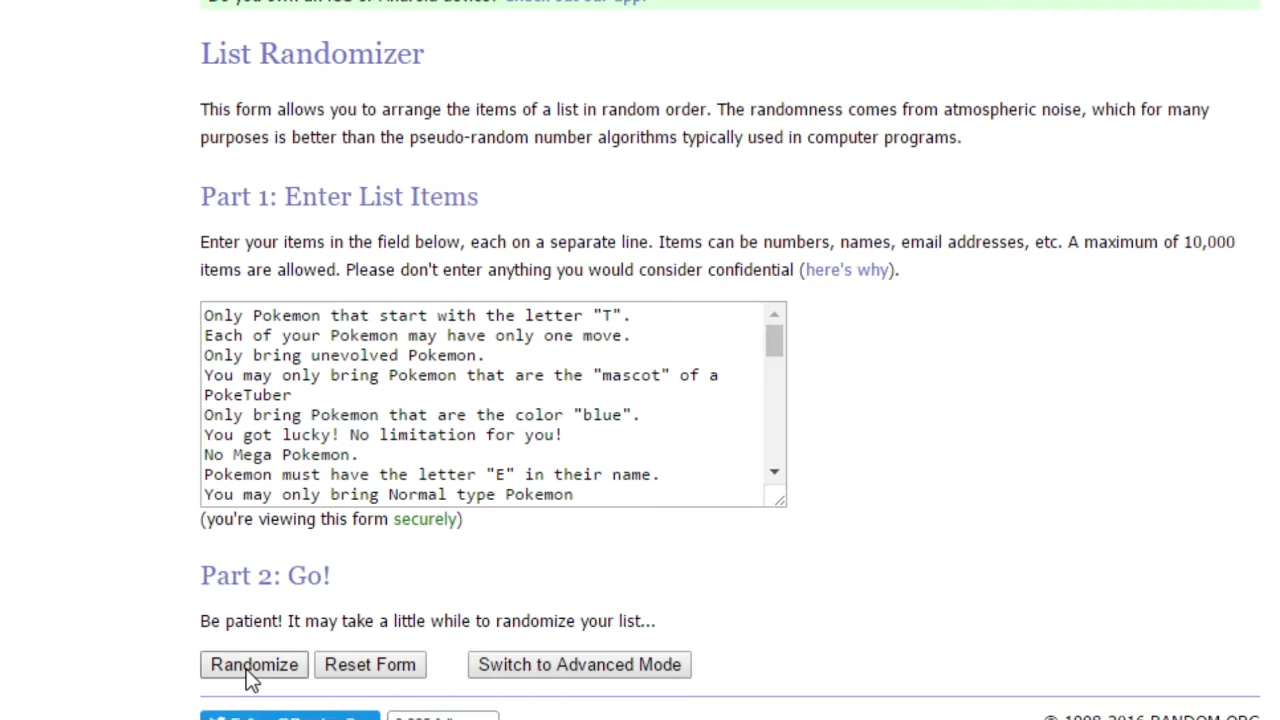 List Randomizer
This form allows you to arrange the items of a list in random order. The randomness comes from atmospheric noise, which for many
purposes is better than the pseudo-random number algorithms typically used in computer programs.
Part 1: Enter List Items
Enter your items in the field below, each on a separate line. Items can be numbers, names, email addresses, etc. A maximum of 10,000
items are allowed. Please don't enter anything you would consider confidential (here's why).
Only Pokemon that start with the letter "T".
Each of your Pokemon may have only one move.
Only bring unevolved Pokemon.
You may only bring Pokemon that are the "mascot" of a
PokeTuber
Only bring Pokemon that are the color "blue".
You got lucky! No limitation for you!
No Mega Pokemon.
Pokemon must have the letter "E" in their name.
You may only bring Normal type Pokemon
(you're viewing this form securely)
Part 2: Go!
Be patient! It may take a little while to randomize your list...
Randomize Reset Form Switch to Advanced Mode